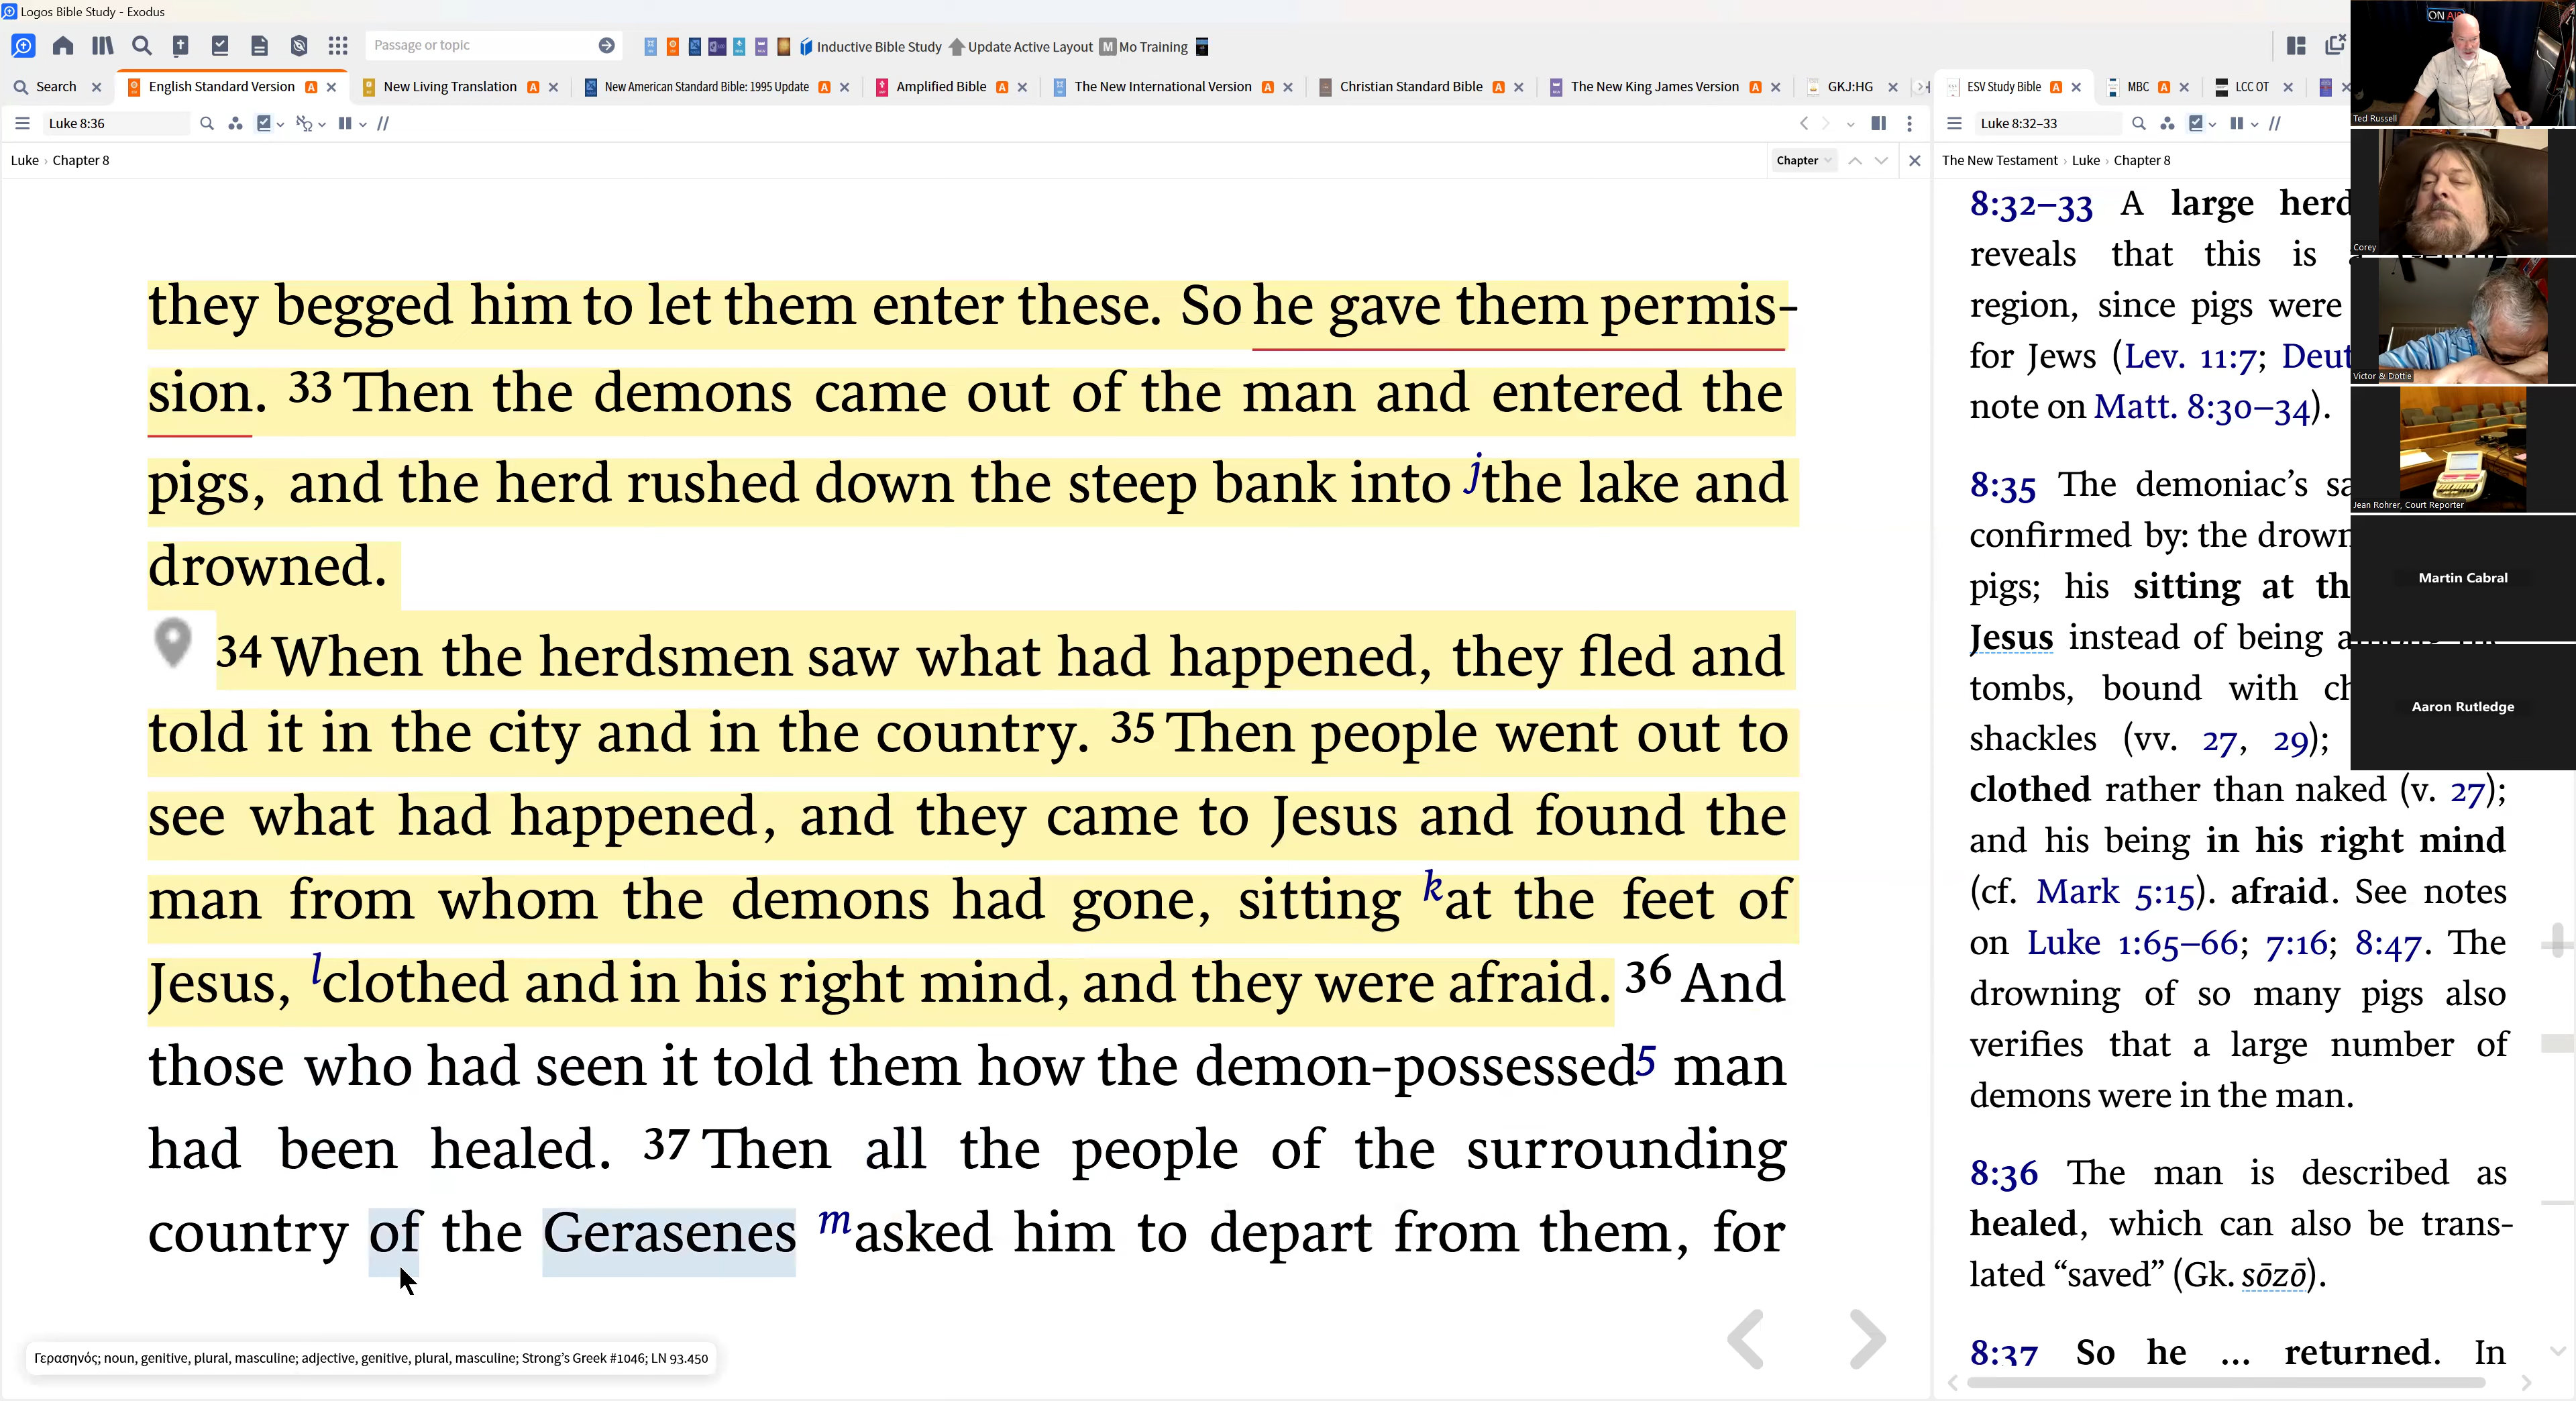 Logos Bible Study - Exodus
Passage or topic
Inductive Bible Study
Update Active Layout
M Mo Training
Search
English Standard Version A
New Living Translation A
New American Standard Bible: 1995 Update A
Amplified Bible A
The New International Version A
Christian Standard Bible A
The New King James Version A
GKJ:HG
Luke 8:36
Luke › Chapter 8
Chapter
they begged him to let them enter these. So he gave them permis-
sion. 33 Then the demons came out of the man and entered the
pigs, and the herd rushed down the steep bank into j the lake and
drowned.
34 When the herdsmen saw what had happened, they fled and
told it in the city and in the country. 35 Then people went out to
see what had happened, and they came to Jesus and found the
man from whom the demons had gone, sitting k at the feet of
Jesus, l clothed and in his right mind, and they were afraid. 36 And
those who had seen it told them how the demon-possessed5 man
had been healed. 37 Then all the people of the surrounding
country of the Gerasenes m asked him to depart from them, for
Γερασηνός; noun, genitive, plural, masculine; adjective, genitive, plural, masculine; Strong's Greek #1046; LN 93.450
ESV Study Bible A
MBC A
LCC OT
Luke 8:32–33
The New Testament › Luke › Chapter 8
8:32–33 A large herd
reveals that this is
region, since pigs were
for Jews (Lev. 11:7; Deut
note on Matt. 8:30–34).
8:35 The demoniac's sa
confirmed by: the drown
pigs; his sitting at th
Jesus instead of being a
tombs, bound with ch
shackles (vv. 27, 29);
clothed rather than naked (v. 27);
and his being in his right mind
(cf. Mark 5:15). afraid. See notes
on Luke 1:65–66; 7:16; 8:47. The
drowning of so many pigs also
verifies that a large number of
demons were in the man.
8:36 The man is described as
healed, which can also be trans-
lated “saved” (Gk. sōzō).
8:37 So he ... returned. In
ON AI
Ted Russell
Corey
Victor & Dottie
Jean Rohrer, Court Reporter
Martin Cabral
Aaron Rutledge